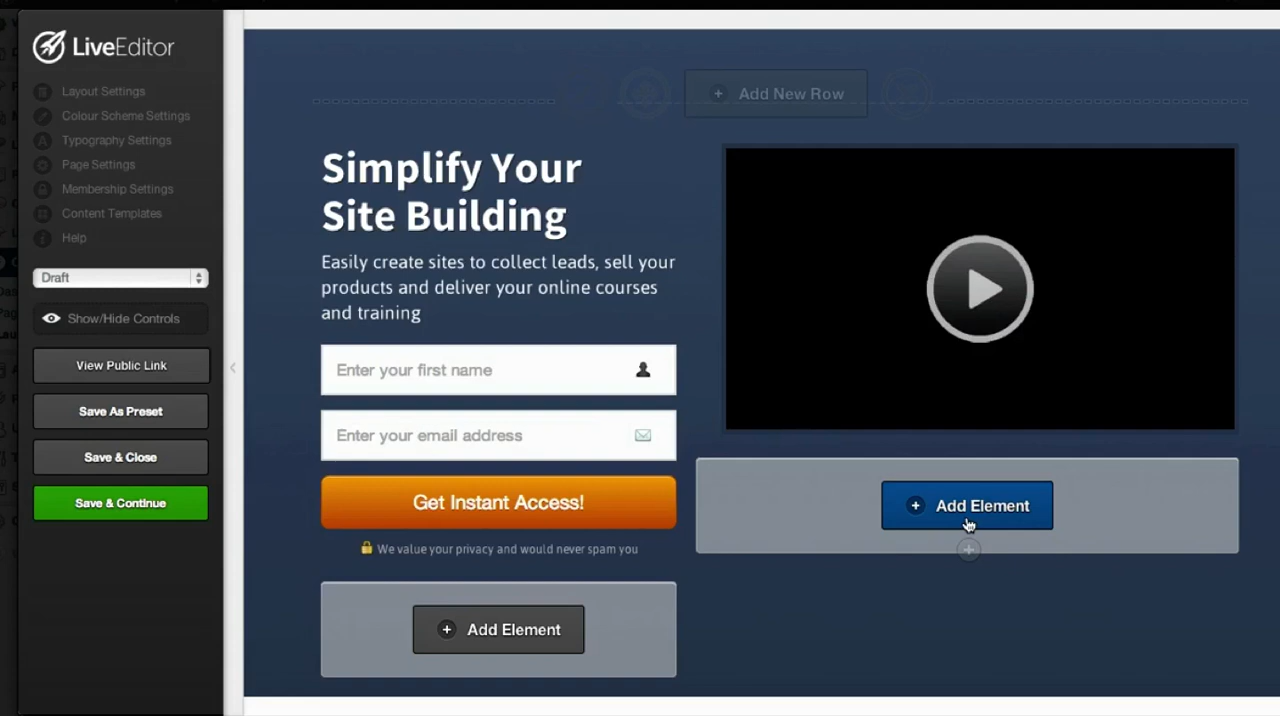 LiveEditor
Layout Settings
Colour Scheme Settings
Typography Settings
Page Settings
Membership Settings
Content Templates
Help
Draft
Show/Hide Controls
View Public Link
Save As Preset
Save & Close
Save & Continue
Add New Row
Simplify Your
Site Building
Easily create sites to collect leads, sell your
products and deliver your online courses
and training
Enter your first name
Enter your email address
Get Instant Access!
We value your privacy and would never spam you
Add Element
Add Element